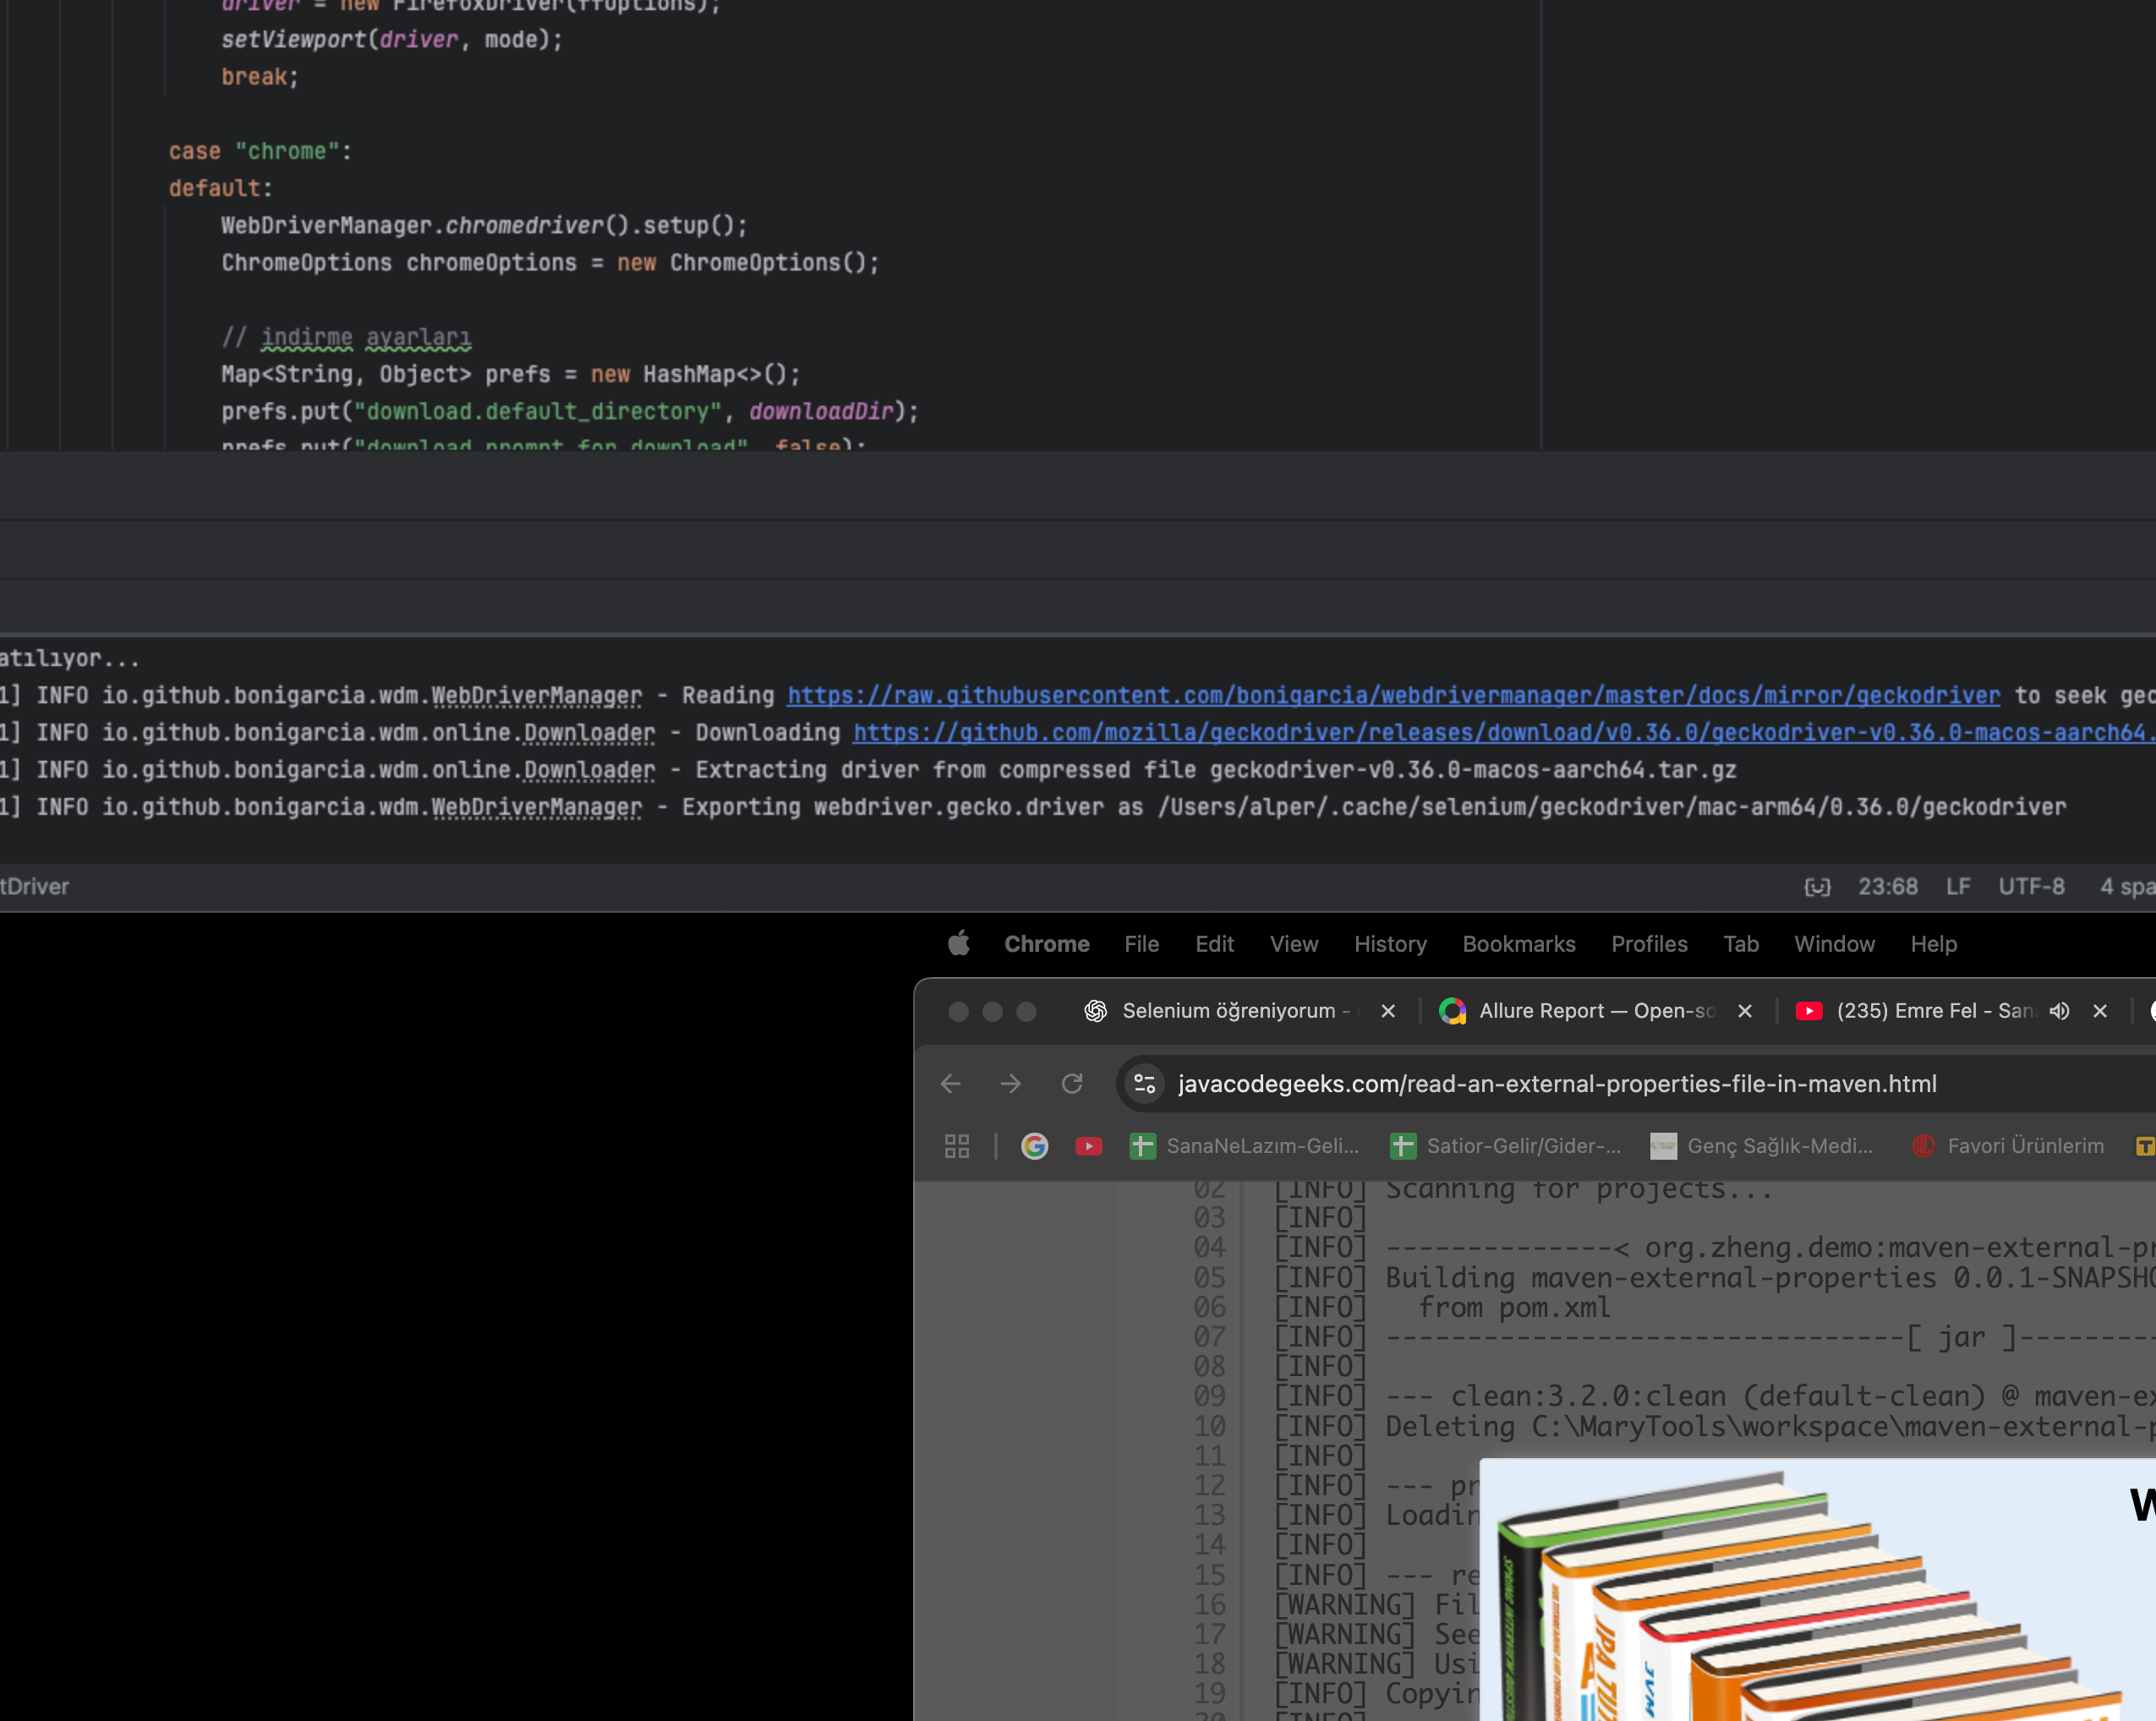 driver = new FirefoxDriver(ffOptions);
setViewport(driver, mode);
break;
case "chrome":
default:
WebDriverManager.chromedriver().setup();
ChromeOptions chromeOptions = new ChromeOptions();
// indirme ayarları
Map<String, Object> prefs = new HashMap<>();
prefs.put("download.default_directory", downloadDir);
prefs.put("download.prompt_for_download", false);
atılıyor...
1] INFO io.github.bonigarcia.wdm.WebDriverManager - Reading https://raw.githubusercontent.com/bonigarcia/webdrivermanager/master/docs/mirror/geckodriver to seek gec
1] INFO io.github.bonigarcia.wdm.online.Downloader - Downloading https://github.com/mozilla/geckodriver/releases/download/v0.36.0/geckodriver-v0.36.0-macos-aarch64.
1] INFO io.github.bonigarcia.wdm.online.Downloader - Extracting driver from compressed file geckodriver-v0.36.0-macos-aarch64.tar.gz
1] INFO io.github.bonigarcia.wdm.WebDriverManager - Exporting webdriver.gecko.driver as /Users/alper/.cache/selenium/geckodriver/mac-arm64/0.36.0/geckodriver
tDriver 23:68 LF UTF-8 4 spa
Chrome File Edit View History Bookmarks Profiles Tab Window Help
Selenium öğreniyorum - Allure Report — Open-so (235) Emre Fel - San
javacodegeeks.com/read-an-external-properties-file-in-maven.html
SanaNeLazım-Geli... Satior-Gelir/Gider-... Genç Sağlık-Medi... Favori Ürünlerim
02 [INFO] Scanning for projects...
03 [INFO]
04 [INFO] --------------< org.zheng.demo:maven-external-pr
05 [INFO] Building maven-external-properties 0.0.1-SNAPSHO
06 [INFO] from pom.xml
07 [INFO] --------------------------------[ jar ]---------
08 [INFO]
09 [INFO] --- clean:3.2.0:clean (default-clean) @ maven-ex
10 [INFO] Deleting C:\MaryTools\workspace\maven-external-p
11 [INFO]
12 [INFO] --- pr
13 [INFO] Loadin
14 [INFO]
15 [INFO] --- re
16 [WARNING] Fil
17 [WARNING] See
18 [WARNING] Usi
19 [INFO] Copyin
20 [INFO]
W
JPA TUT
JVM